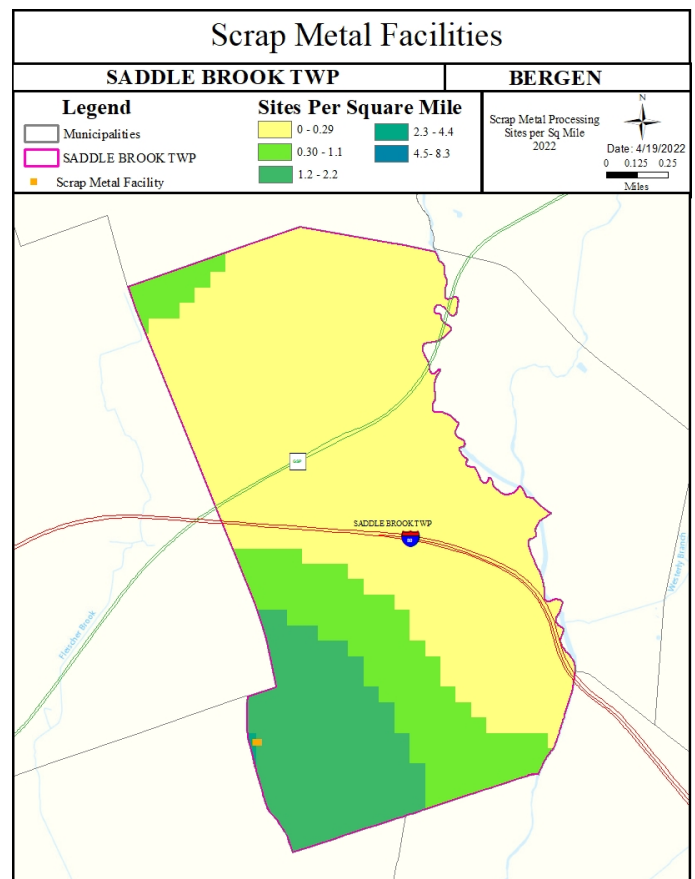 Scrap Metal Facilities
SADDLE BROOK TWP
BERGEN
Legend
Municipalities
SADDLE BROOK TWP
Scrap Metal Facility
Sites Per Square Mile
0 - 0.29
0.30 - 1.1
1.2 - 2.2
2.3 - 4.4
4.5- 8.3
Scrap Metal Processing
Sites per Sq Mile
2022
N
Date: 4/19/2022
0 0.125 0.25
Miles
GSP
SADDLE BROOK TWP
80
Westerly Branch
Fleischer Brook